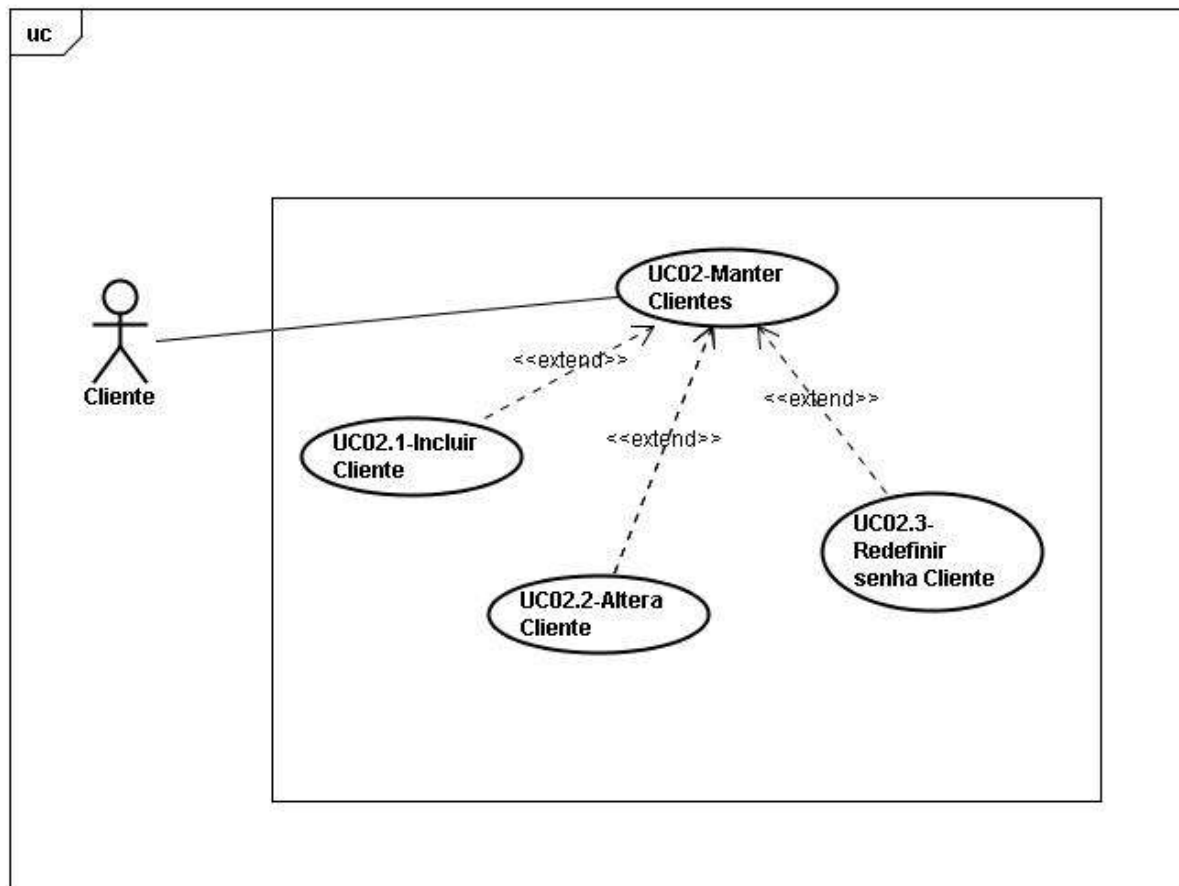 uc
UC02-Manter
Clientes
<<extend>>
Cliente
<<extend>>
<<extend>>
UC02.1-Incluir
Cliente
UC02.3-
Redefinir
senha Cliente
UC02.2-Altera
Cliente